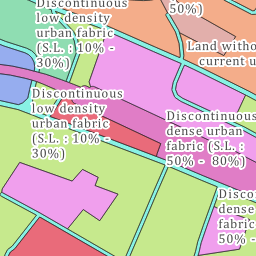 Discontinuous
low density
urban fabric
(S.L. : 10% -
30%)
50%)
Land witho
current u
Discontinuous
low density
urban fabric
(S.L. : 10% -
30%)
Discontinuous
dense urban
fabric (S.L. :
50% - 80%)
Disco
dense
fabric
50% -